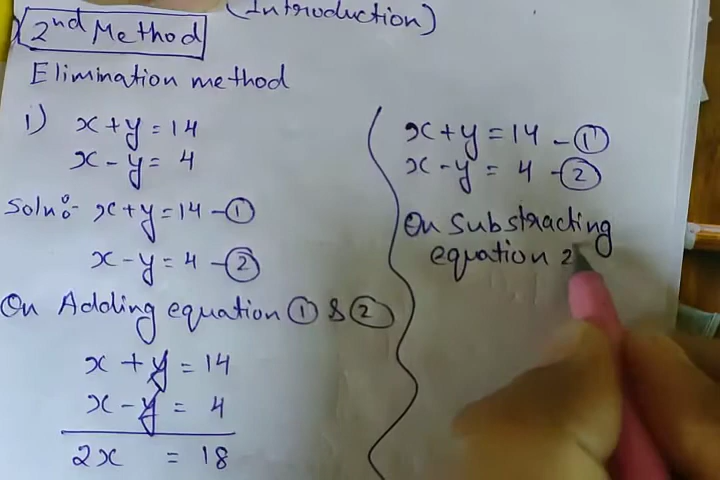 (Introduction)
2nd Method
Elimination method
1) x+y=14
x-y=4
Soln:- x+y=14-①
x-y=4-②
On Adding equation ① & ②
x+y=14
x-y=4
2x=18
x+y=14-①
x-y=4-②
On Substracting
equation 2